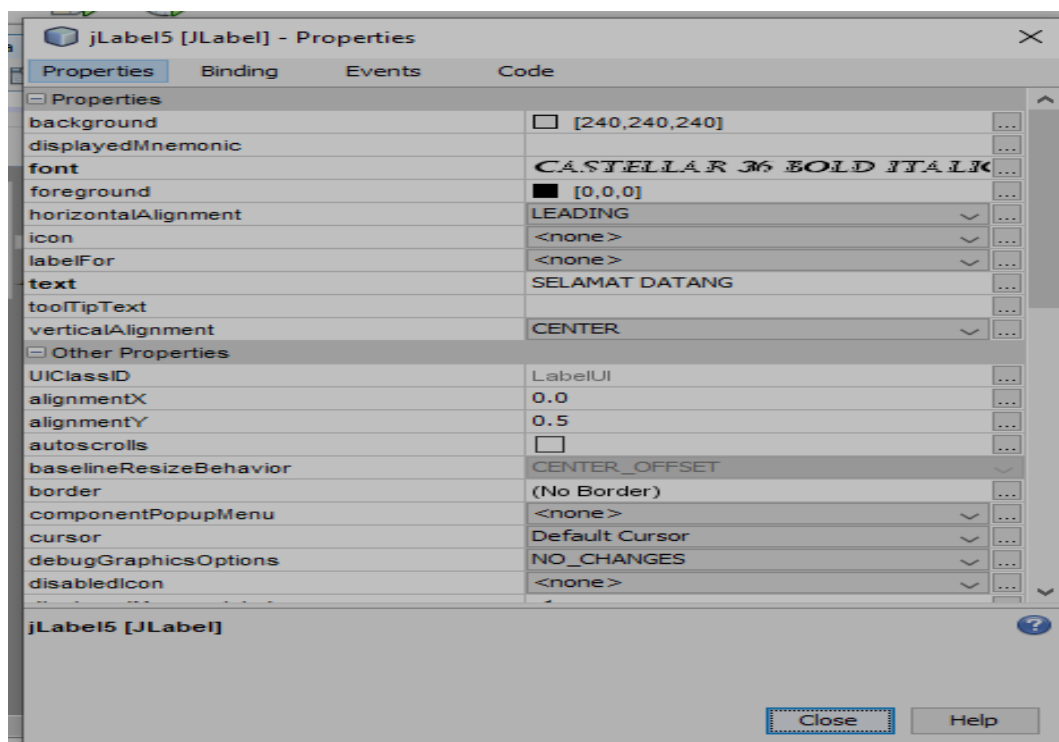 jLabel5 [JLabel] - Properties
Properties Binding Events Code
Properties
background [240,240,240] ...
displayedMnemonic ...
font CASTELLAR 36 BOLD ITALIC ...
foreground [0,0,0] ...
horizontalAlignment LEADING ...
icon <none> ...
labelFor <none> ...
text SELAMAT DATANG ...
toolTipText ...
verticalAlignment CENTER ...
Other Properties
UIClassID LabelUI ...
alignmentX 0.0 ...
alignmentY 0.5 ...
autoscrolls ...
baselineResizeBehavior CENTER_OFFSET
border (No Border) ...
componentPopupMenu <none> ...
cursor Default Cursor ...
debugGraphicsOptions NO_CHANGES ...
disabledIcon <none> ...
jLabel5 [JLabel]
Close Help